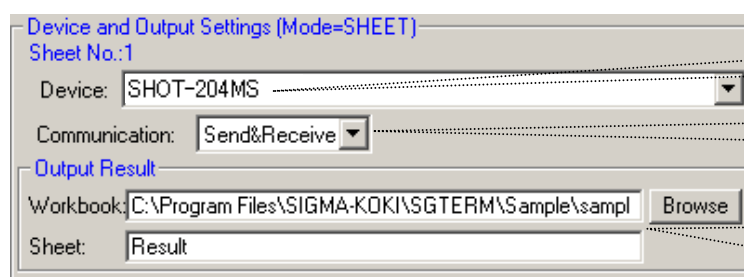 Device and Output Settings (Mode=SHEET)
Sheet No.:1
Device: SHOT-204MS
Communication: Send&Receive
Output Result
Workbook: C:\Program Files\SIGMA-KOKI\SGTERM\Sample\sampl Browse
Sheet: Result